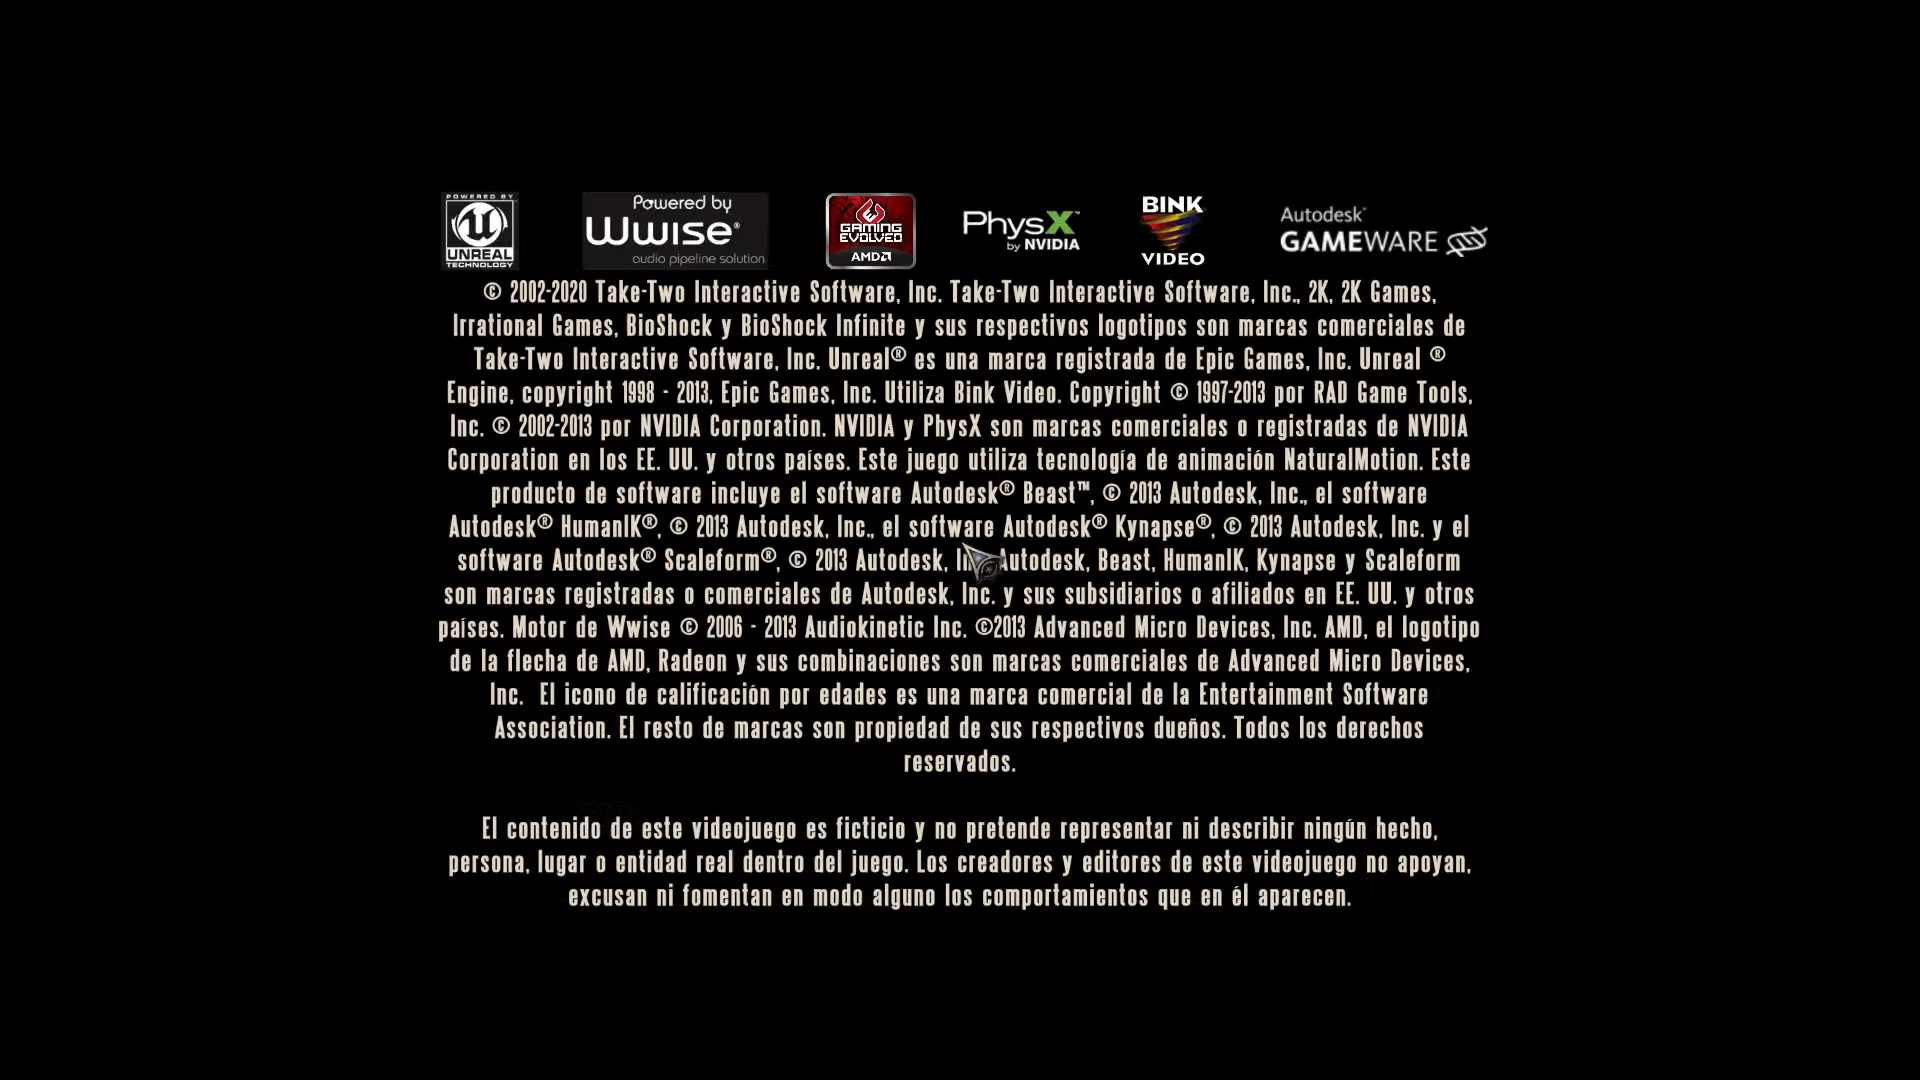 POWERED BY
UNREAL
TECHNOLOGY
Powered by
Wwise®
audio pipeline solution
GAMING
EVOLVED
AMD
PhysX™
by NVIDIA
BINK
VIDEO
Autodesk®
GAMEWARE
© 2002-2020 Take-Two Interactive Software, Inc. Take-Two Interactive Software, Inc., 2K, 2K Games,
Irrational Games, BioShock y BioShock Infinite y sus respectivos logotipos son marcas comerciales de
Take-Two Interactive Software, Inc. Unreal® es una marca registrada de Epic Games, Inc. Unreal ®
Engine, copyright 1998 - 2013, Epic Games, Inc. Utiliza Bink Video. Copyright © 1997-2013 por RAD Game Tools,
Inc. © 2002-2013 por NVIDIA Corporation. NVIDIA y PhysX son marcas comerciales o registradas de NVIDIA
Corporation en los EE. UU. y otros países. Este juego utiliza tecnología de animación NaturalMotion. Este
producto de software incluye el software Autodesk® Beast™, © 2013 Autodesk, Inc., el software
Autodesk® HumanIK®, © 2013 Autodesk, Inc., el software Autodesk® Kynapse®, © 2013 Autodesk, Inc. y el
software Autodesk® Scaleform®, © 2013 Autodesk, Autodesk, Beast, HumanIK, Kynapse y Scaleform
son marcas registradas o comerciales de Autodesk, Inc. y sus subsidiarios o afiliados en EE. UU. y otros
países. Motor de Wwise © 2006 - 2013 Audiokinetic Inc. ©2013 Advanced Micro Devices, Inc. AMD, el logotipo
de la flecha de AMD, Radeon y sus combinaciones son marcas comerciales de Advanced Micro Devices,
Inc.  El icono de calificación por edades es una marca comercial de la Entertainment Software
Association. El resto de marcas son propiedad de sus respectivos dueños. Todos los derechos
reservados.
El contenido de este videojuego es ficticio y no pretende representar ni describir ningún hecho,
persona, lugar o entidad real dentro del juego. Los creadores y editores de este videojuego no apoyan,
excusan ni fomentan en modo alguno los comportamientos que en él aparecen.